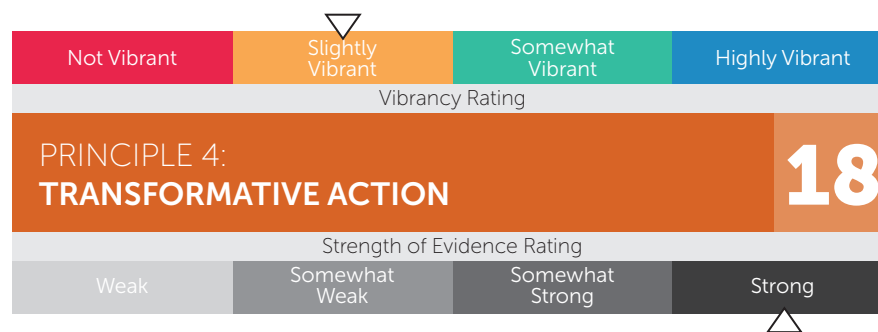 Not Vibrant
Slightly
Vibrant
Somewhat
Vibrant
Highly Vibrant
Vibrancy Rating
PRINCIPLE 4:
TRANSFORMATIVE ACTION
18
Strength of Evidence Rating
Weak
Somewhat
Weak
Somewhat
Strong
Strong